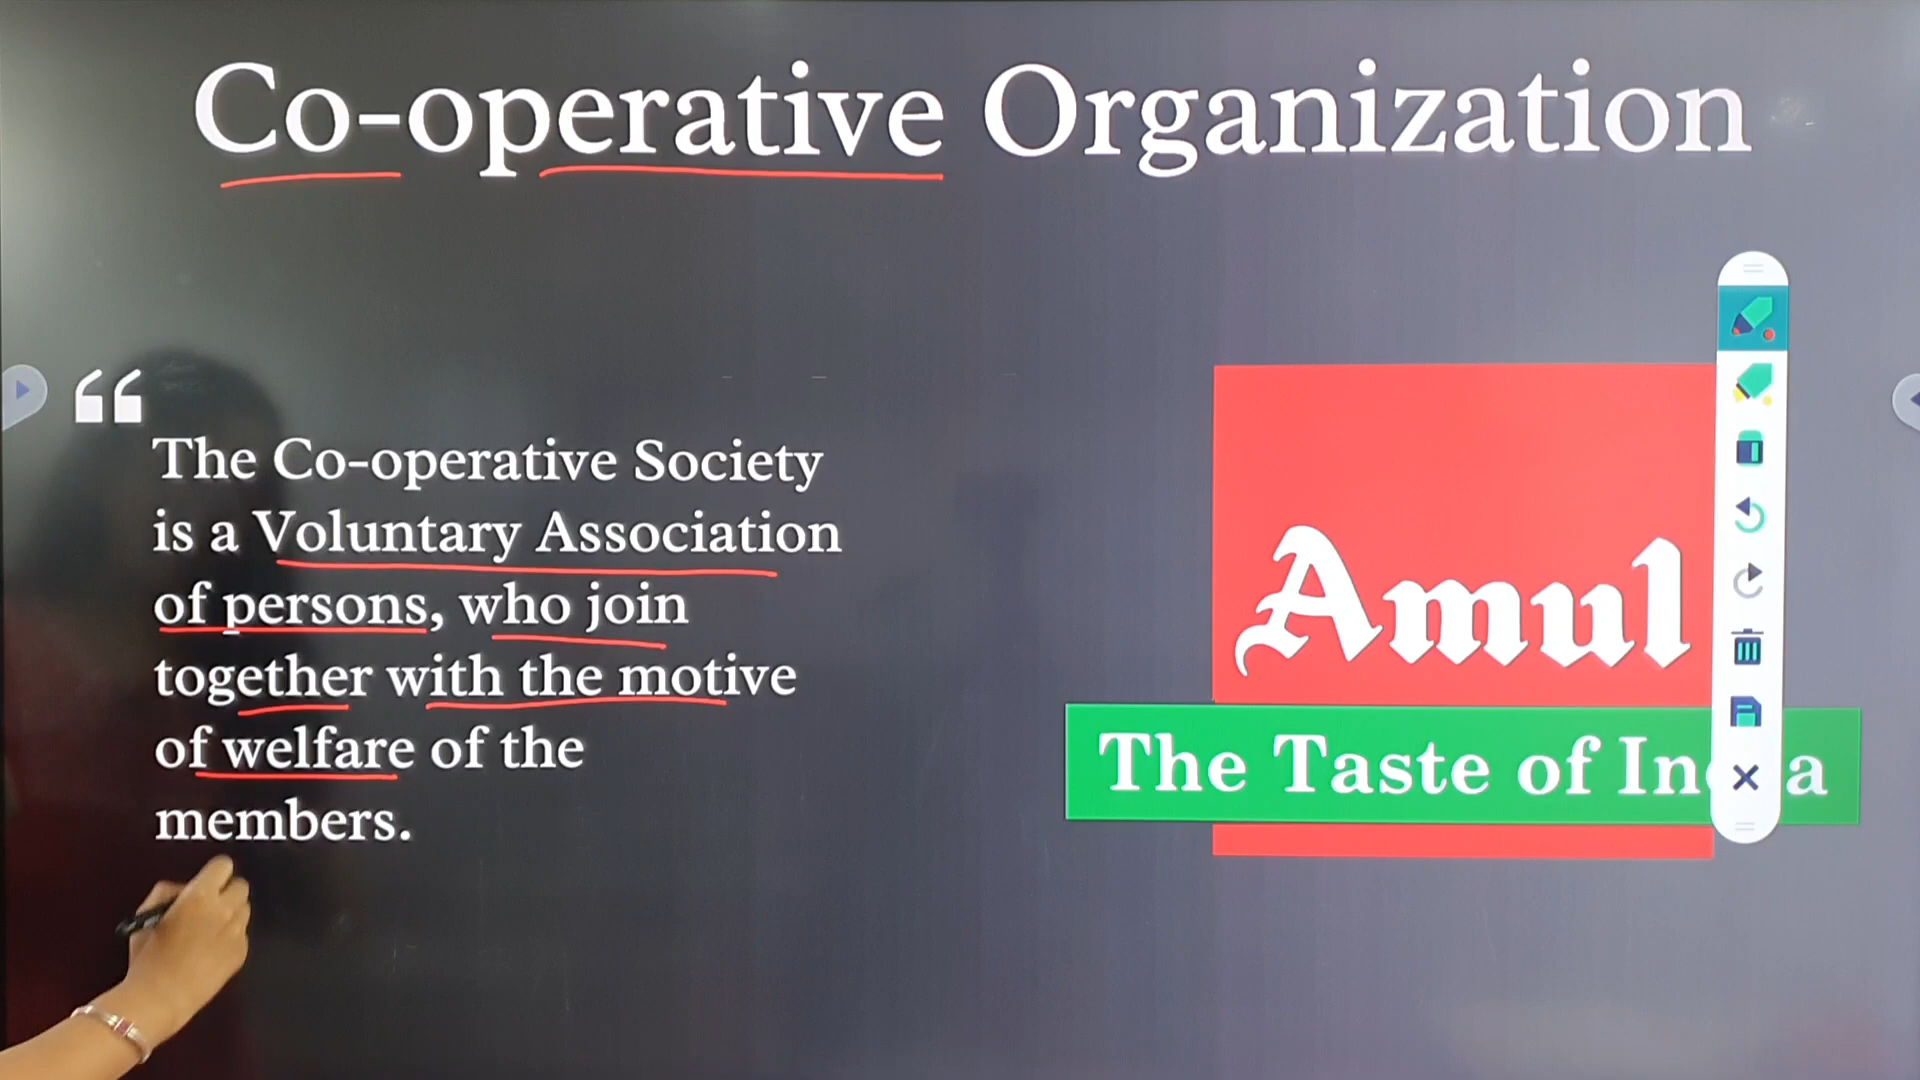 Co-operative Organization
“
The Co-operative Society
is a Voluntary Association
of persons, who join
together with the motive
of welfare of the
members.
Amul
The Taste of In a